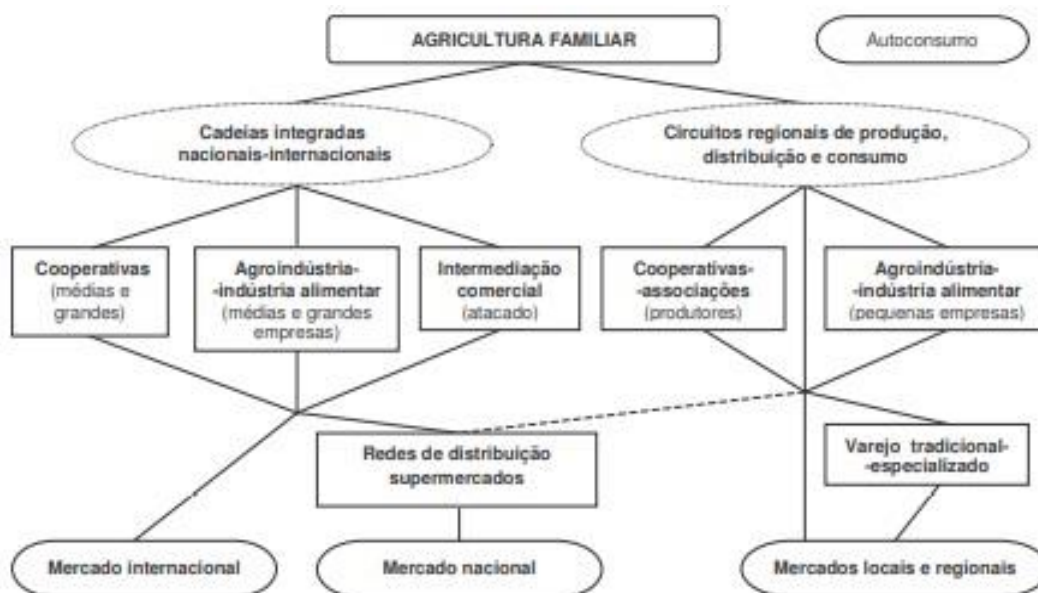 AGRICULTURA FAMILIAR
Autoconsumo
Cadeias integradas
nacionais-internacionais
Circuitos regionais de produção,
distribuição e consumo
Cooperativas
(médias e
grandes)
Agroindústria-
-indústria alimentar
(médias e grandes
empresas)
Intermediação
comercial
(atacado)
Cooperativas-
-associações
(produtores)
Agroindústria-
-indústria alimentar
(pequenas empresas)
Redes de distribuição
supermercados
Varejo tradicional-
-especializado
Mercado internacional
Mercado nacional
Mercados locais e regionais